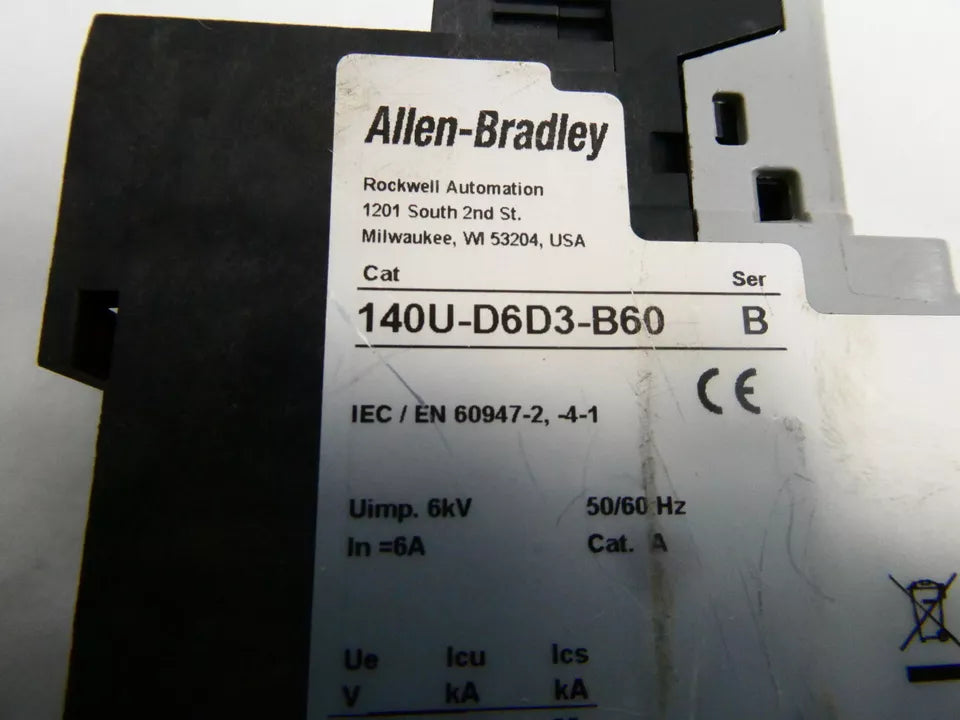 Allen-Bradley
Rockwell Automation
1201 South 2nd St.
Milwaukee, WI 53204, USA
Cat Ser
140U-D6D3-B60 B
CE
IEC / EN 60947-2, -4-1
Uimp. 6kV 50/60 Hz
In =6A Cat. A
Ue Icu Ics
V kA kA